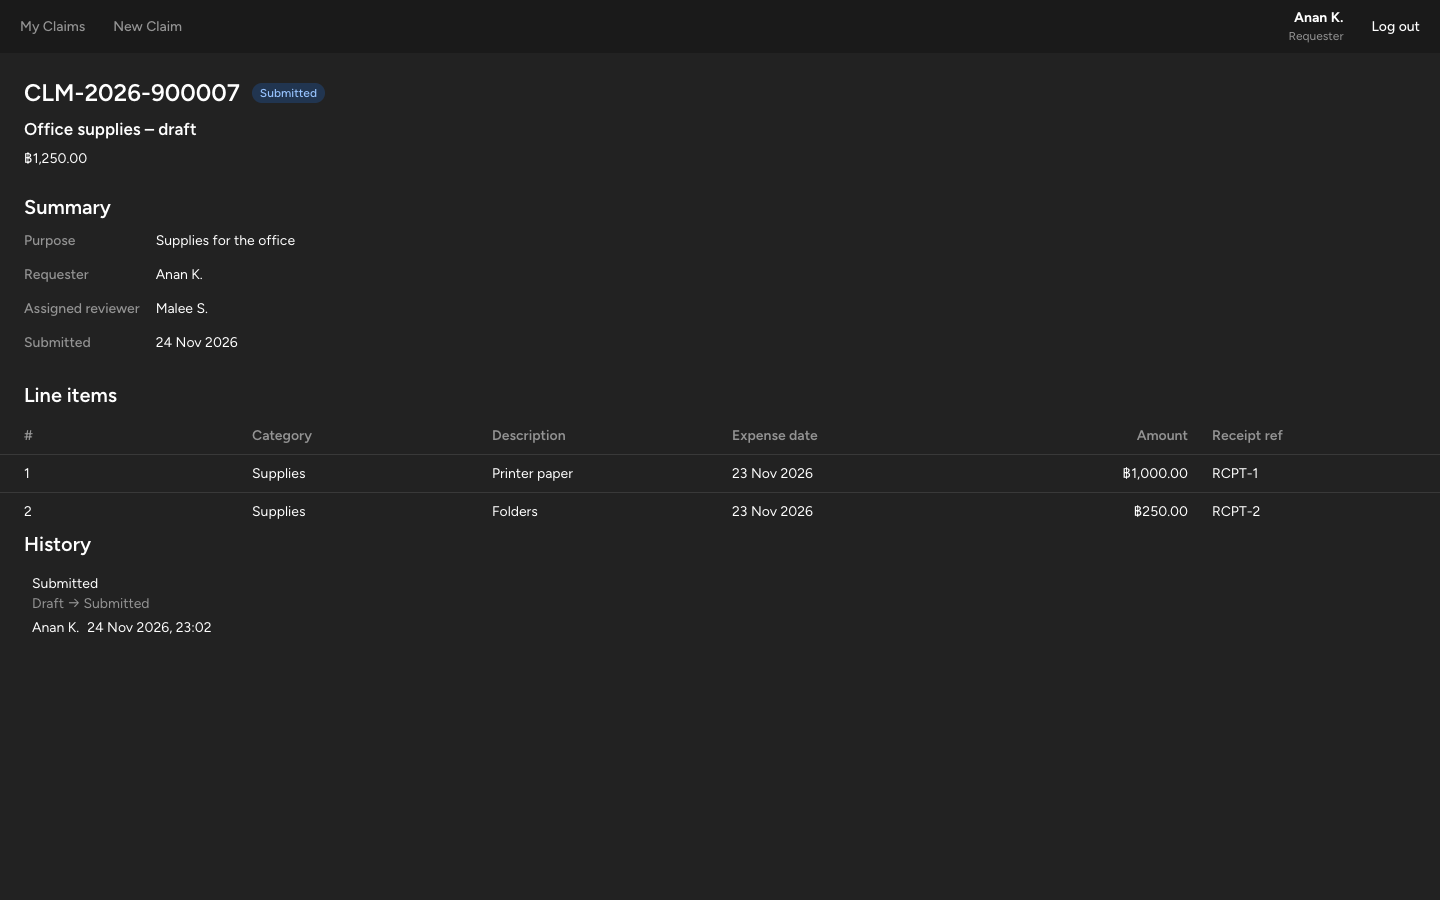 My Claims New Claim Anan K. Log out
Requester
CLM-2026-900007 Submitted
Office supplies – draft
฿1,250.00
Summary
Purpose Supplies for the office
Requester Anan K.
Assigned reviewer Malee S.
Submitted 24 Nov 2026
Line items
# Category Description Expense date Amount Receipt ref
1 Supplies Printer paper 23 Nov 2026 ฿1,000.00 RCPT-1
2 Supplies Folders 23 Nov 2026 ฿250.00 RCPT-2
History
Submitted
Draft → Submitted
Anan K. 24 Nov 2026, 23:02